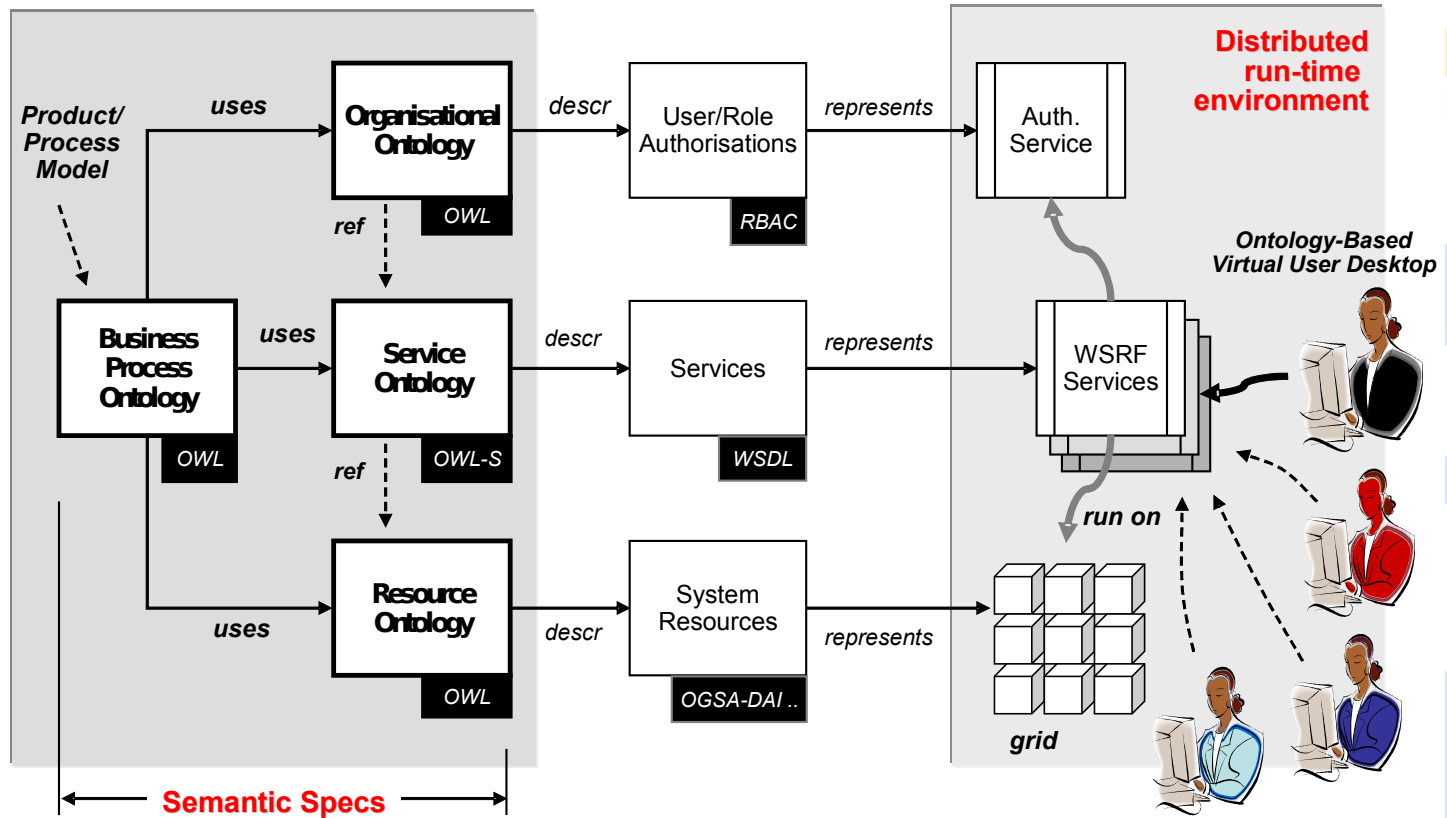 Distributed
run-time
environment
Product/
Process
Model
uses
Organisational
Ontology
OWL
descr
User/Role
Authorisations
RBAC
represents
Auth.
Service
ref
Ontology-Based
Virtual User Desktop
Business
Process
Ontology
OWL
uses
Service
Ontology
OWL-S
descr
Services
WSDL
represents
WSRF
Services
ref
run on
uses
Resource
Ontology
OWL
descr
System
Resources
OGSA-DAI ..
represents
grid
Semantic Specs